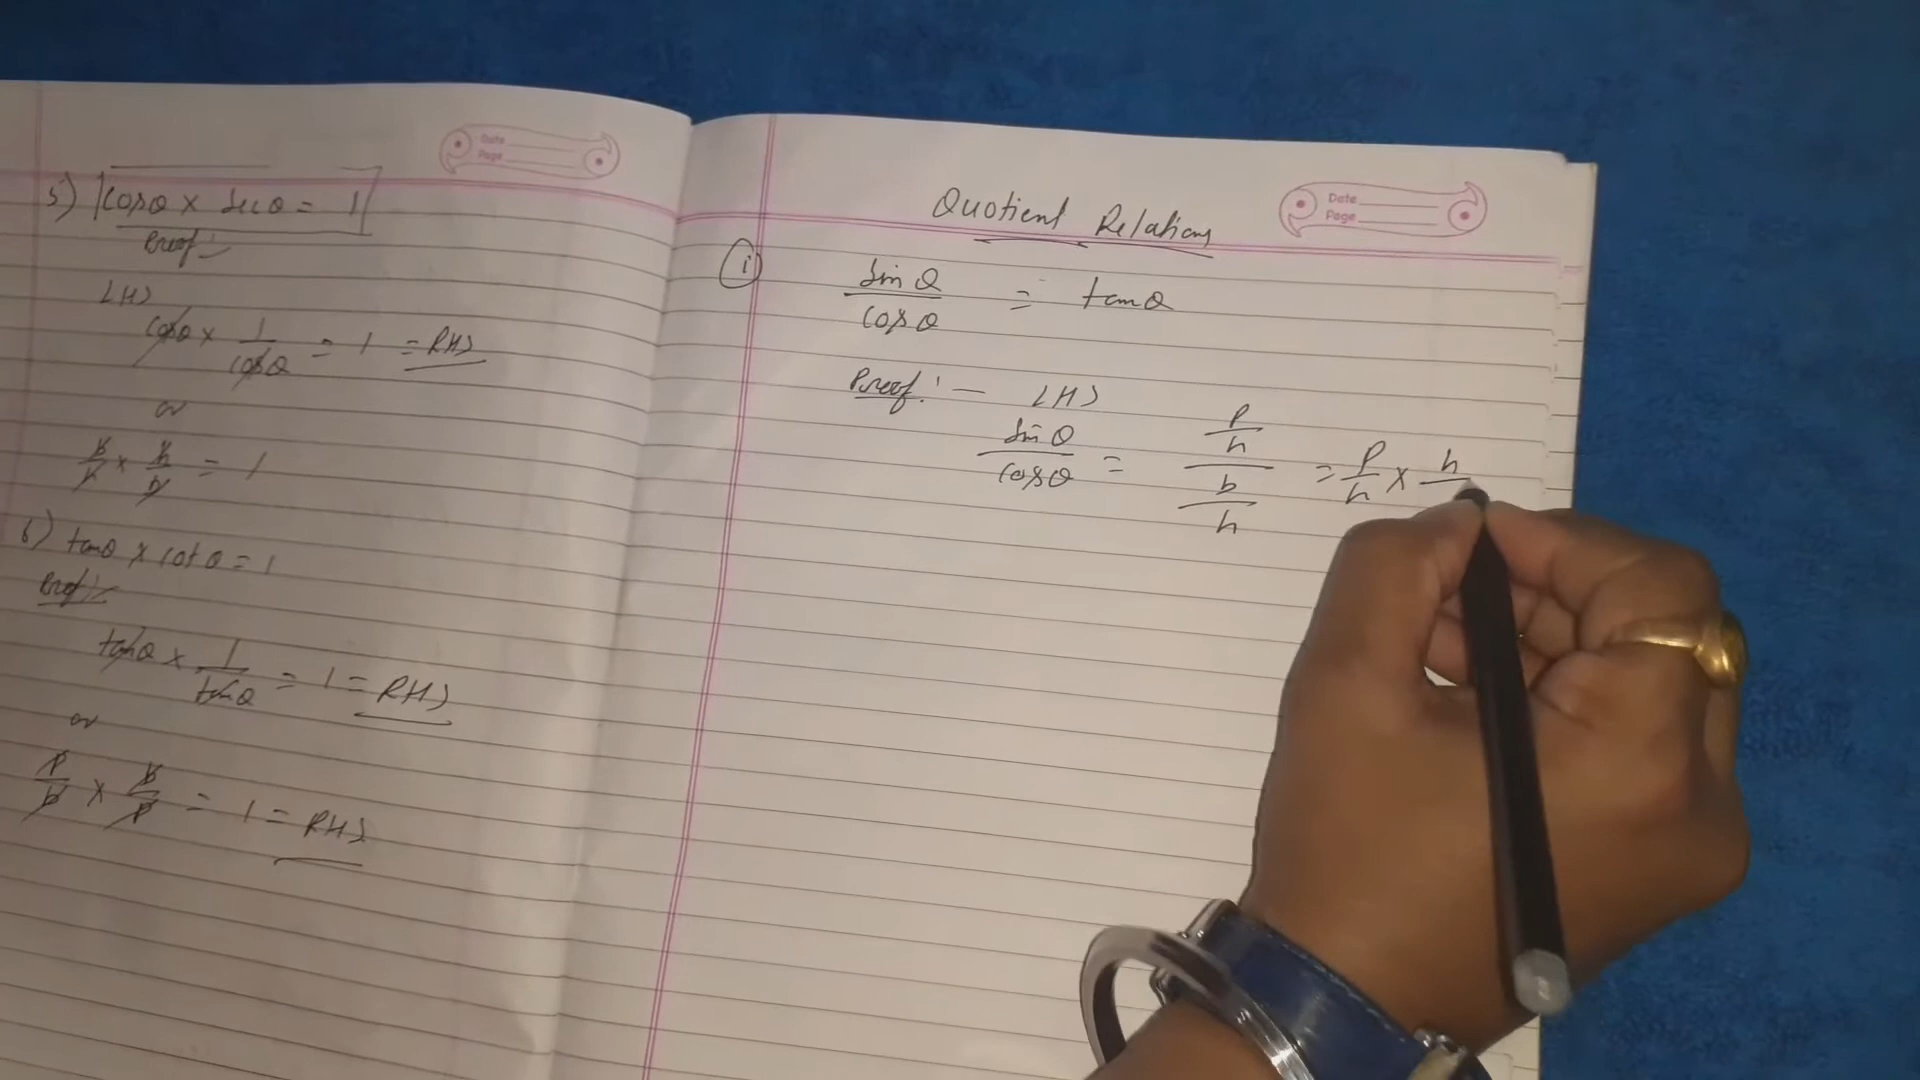 Date
Page
5) cosθ × secθ = 1
Proof:-
LHS
cosθ × 1/cosθ = 1 = RHS
or
b/h × h/b = 1
6) tanθ × cotθ = 1
Proof:-
tanθ × 1/tanθ = 1 = RHS
or
p/b × b/p = 1 = RHS
Date
Page
Quotient Relations
(i) sinθ/cosθ = tanθ
Proof:- LHS
sinθ/cosθ = p/h / b/h = p/h × h